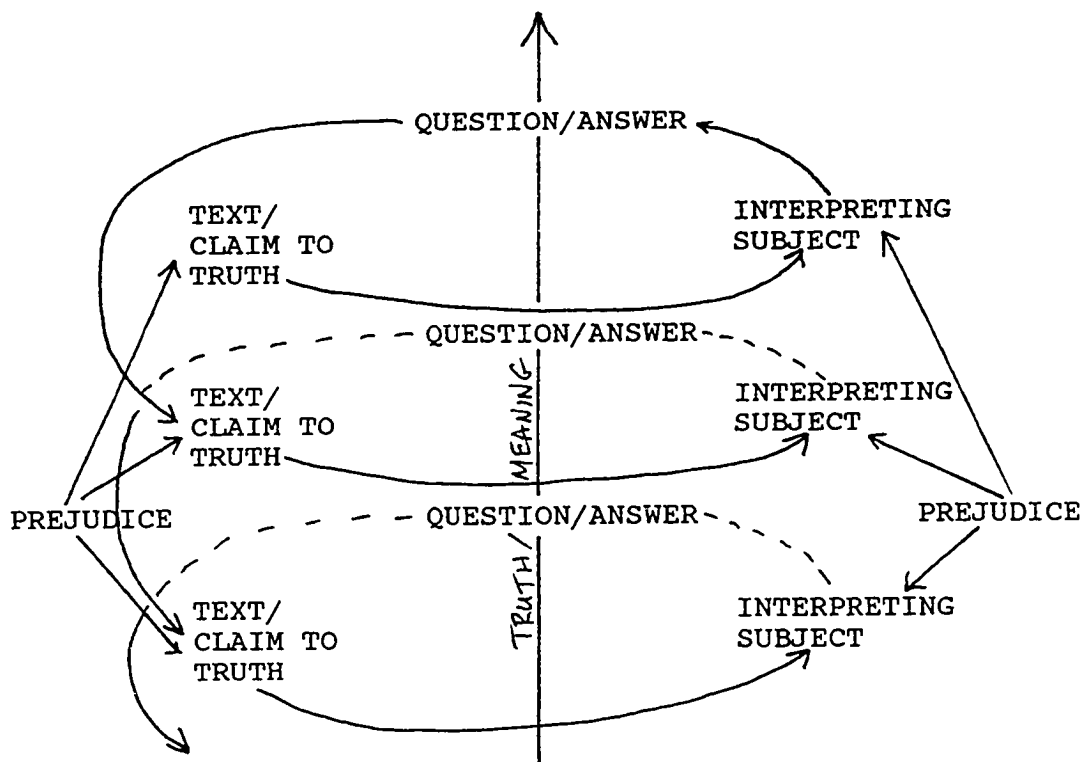 QUESTION/ANSWER
TEXT/
CLAIM TO
TRUTH
INTERPRETING
SUBJECT
QUESTION/ANSWER
TEXT/
CLAIM TO
TRUTH
INTERPRETING
SUBJECT
TRUTH/ MEANING
PREJUDICE
QUESTION/ANSWER
PREJUDICE
TEXT/
CLAIM TO
TRUTH
INTERPRETING
SUBJECT